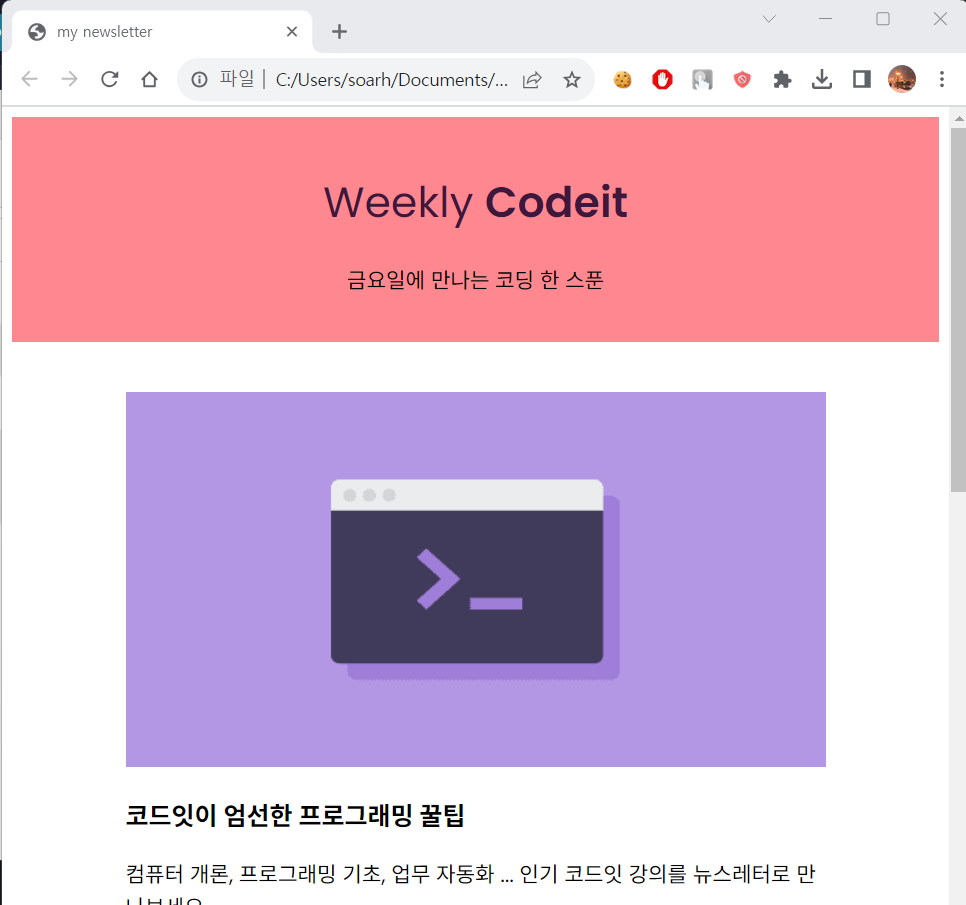 my newsletter
파일 | C:/Users/soarh/Documents/...
Weekly Codeit
금요일에 만나는 코딩 한 스푼
>_
코드잇이 엄선한 프로그래밍 꿀팁
컴퓨터 개론, 프로그래밍 기초, 업무 자동화 ... 인기 코드잇 강의를 뉴스레터로 만